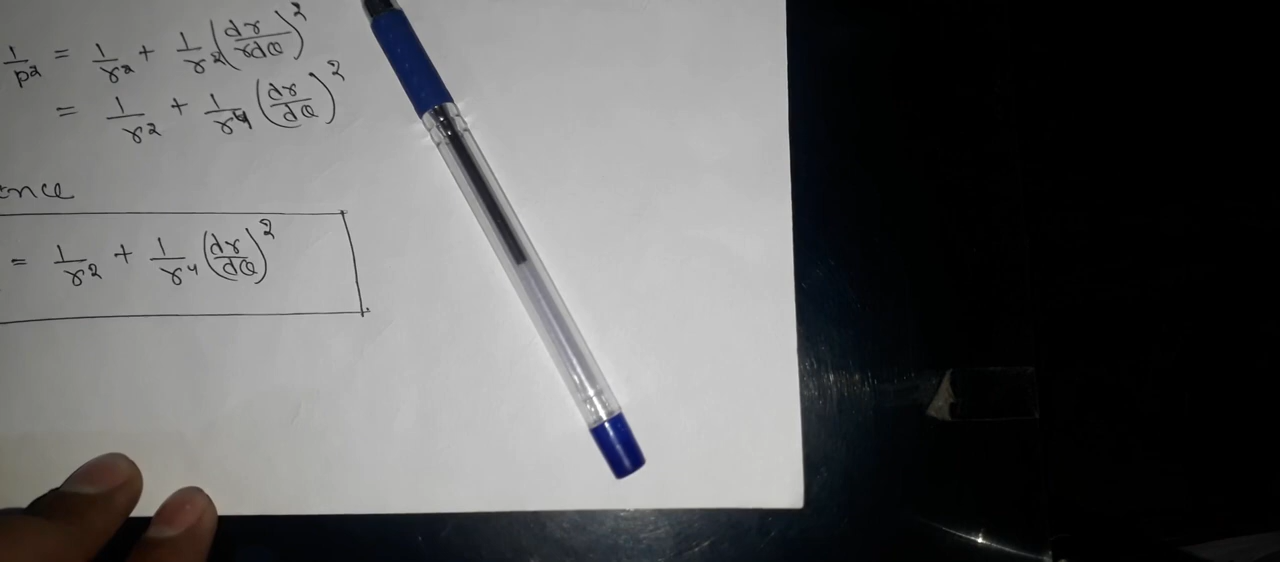 1/p² = 1/r² + 1/r² (dr/rdθ)²
= 1/r² + 1/r⁴ (dr/dθ)²
ence
= 1/r² + 1/r⁴ (dr/dθ)²